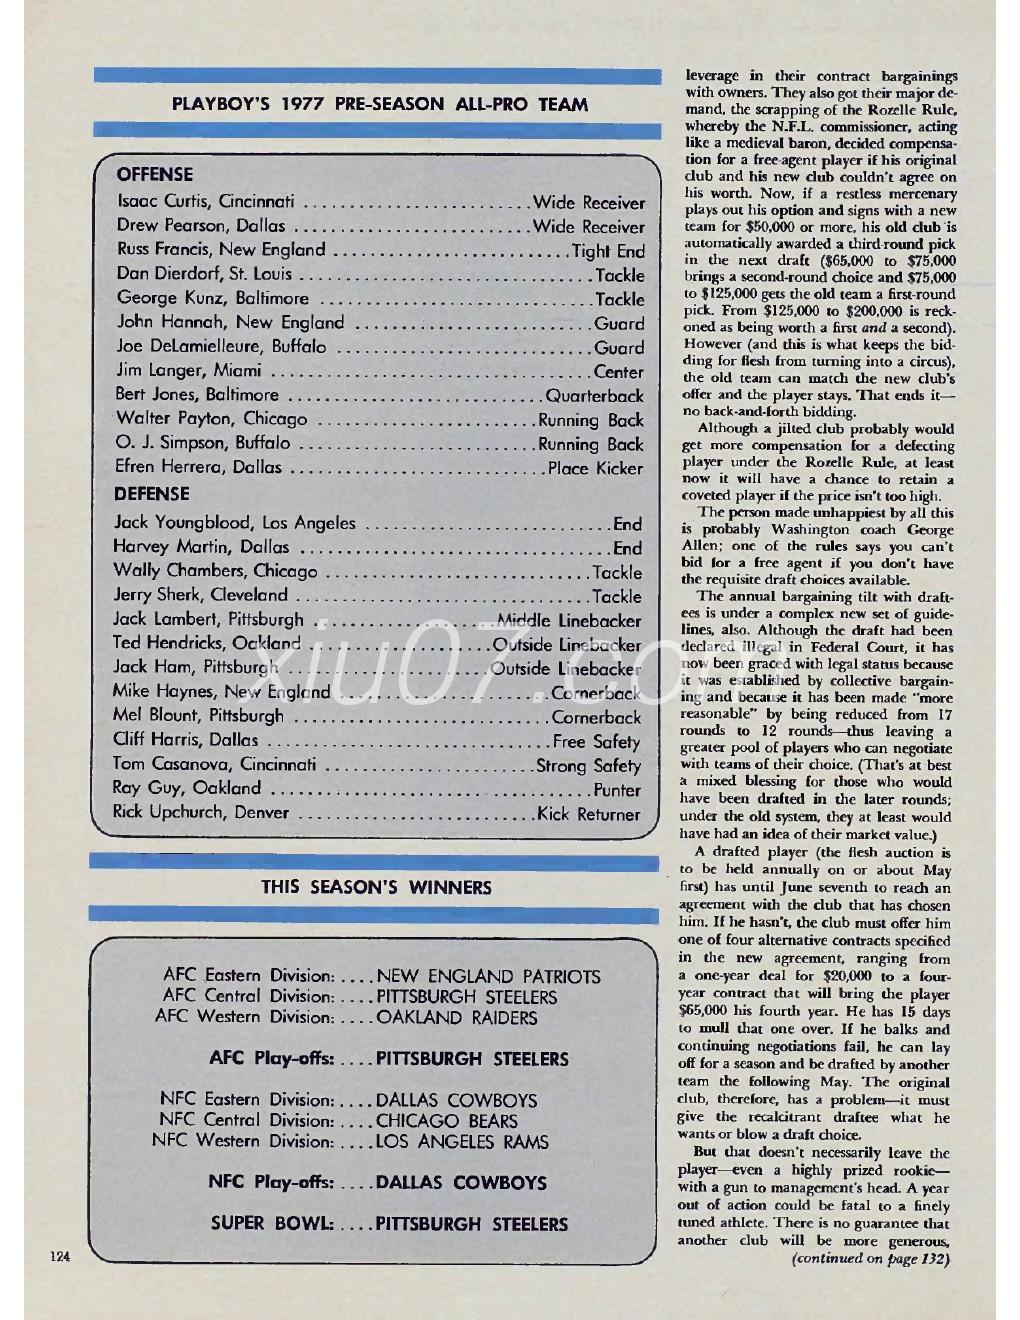 PLAYBOY'S 1977 PRE-SEASON ALL-PRO TEAM
OFFENSE
Isaac Curtis, Cincinnati ..........................Wide Receiver
Drew Pearson, Dallas ...........................Wide Receiver
Russ Francis, New England ...........................Tight End
Dan Dierdorf, St. Louis .................................Tackle
George Kunz, Baltimore ...............................Tackle
John Hannah, New England ...........................Guard
Joe DeLamielleure, Buffalo .............................Guard
Jim Langer, Miami ....................................Center
Bert Jones, Baltimore .............................Quarterback
Walter Payton, Chicago .........................Running Back
O. J. Simpson, Buffalo ...........................Running Back
Efren Herrera, Dallas .............................Place Kicker
DEFENSE
Jack Youngblood, Los Angeles ............................End
Harvey Martin, Dallas ...................................End
Wally Chambers, Chicago ..............................Tackle
Jerry Sherk, Cleveland .................................Tackle
Jack Lambert, Pittsburgh .....................Middle Linebacker
Ted Hendricks, Oakland .....................Outside Linebacker
Jack Ham, Pittsburgh .......................Outside Linebacker
Mike Haynes, New England ........................Cornerback
Mel Blount, Pittsburgh .............................Cornerback
Cliff Harris, Dallas ................................Free Safety
Tom Casanova, Cincinnati ........................Strong Safety
Ray Guy, Oakland ....................................Punter
Rick Upchurch, Denver ...........................Kick Returner
THIS SEASON'S WINNERS
AFC Eastern Division: ....NEW ENGLAND PATRIOTS
AFC Central Division: ....PITTSBURGH STEELERS
AFC Western Division: ....OAKLAND RAIDERS
AFC Play-offs: ....PITTSBURGH STEELERS
NFC Eastern Division: ....DALLAS COWBOYS
NFC Central Division: ....CHICAGO BEARS
NFC Western Division: ....LOS ANGELES RAMS
NFC Play-offs: ....DALLAS COWBOYS
SUPER BOWL: ....PITTSBURGH STEELERS
124
leverage in their contract bargainings
with owners. They also got their major de-
mand, the scrapping of the Rozelle Rule,
whereby the N.F.L. commissioner, acting
like a medieval baron, decided compensa-
tion for a free-agent player if his original
club and his new club couldn't agree on
his worth. Now, if a restless mercenary
plays out his option and signs with a new
team for $50,000 or more, his old club is
automatically awarded a third-round pick
in the next draft ($65,000 to $75,000
brings a second-round choice and $75,000
to $125,000 gets the old team a first-round
pick. From $125,000 to $200,000 is reck-
oned as being worth a first and a second).
However (and this is what keeps the bid-
ding for flesh from turning into a circus),
the old team can match the new club's
offer and the player stays. That ends it—
no back-and-forth bidding.
Although a jilted club probably would
get more compensation for a defecting
player under the Rozelle Rule, at least
now it will have a chance to retain a
coveted player if the price isn't too high.
The person made unhappiest by all this
is probably Washington coach George
Allen; one of the rules says you can't
bid for a free agent if you don't have
the requisite draft choices available.
The annual bargaining tilt with draft-
ees is under a complex new set of guide-
lines, also. Although the draft had been
declared illegal in Federal Court, it has
now been graced with legal status because
it was established by collective bargain-
ing and because it has been made "more
reasonable" by being reduced from 17
rounds to 12 rounds—thus leaving a
greater pool of players who can negotiate
with teams of their choice. (That's at best
a mixed blessing for those who would
have been drafted in the later rounds;
under the old system, they at least would
have had an idea of their market value.)
A drafted player (the flesh auction is
to be held annually on or about May
first) has until June seventh to reach an
agreement with the club that has chosen
him. If he hasn't, the club must offer him
one of four alternative contracts specified
in the new agreement, ranging from
a one-year deal for $20,000 to a four-
year contract that will bring the player
$65,000 his fourth year. He has 15 days
to mull that one over. If he balks and
continuing negotiations fail, he can lay
off for a season and be drafted by another
team the following May. The original
club, therefore, has a problem—it must
give the recalcitrant draftee what he
wants or blow a draft choice.
But that doesn't necessarily leave the
player—even a highly prized rookie—
with a gun to management's head. A year
out of action could be fatal to a finely
tuned athlete. There is no guarantee that
another club will be more generous,
(continued on page 132)
xiu07.com